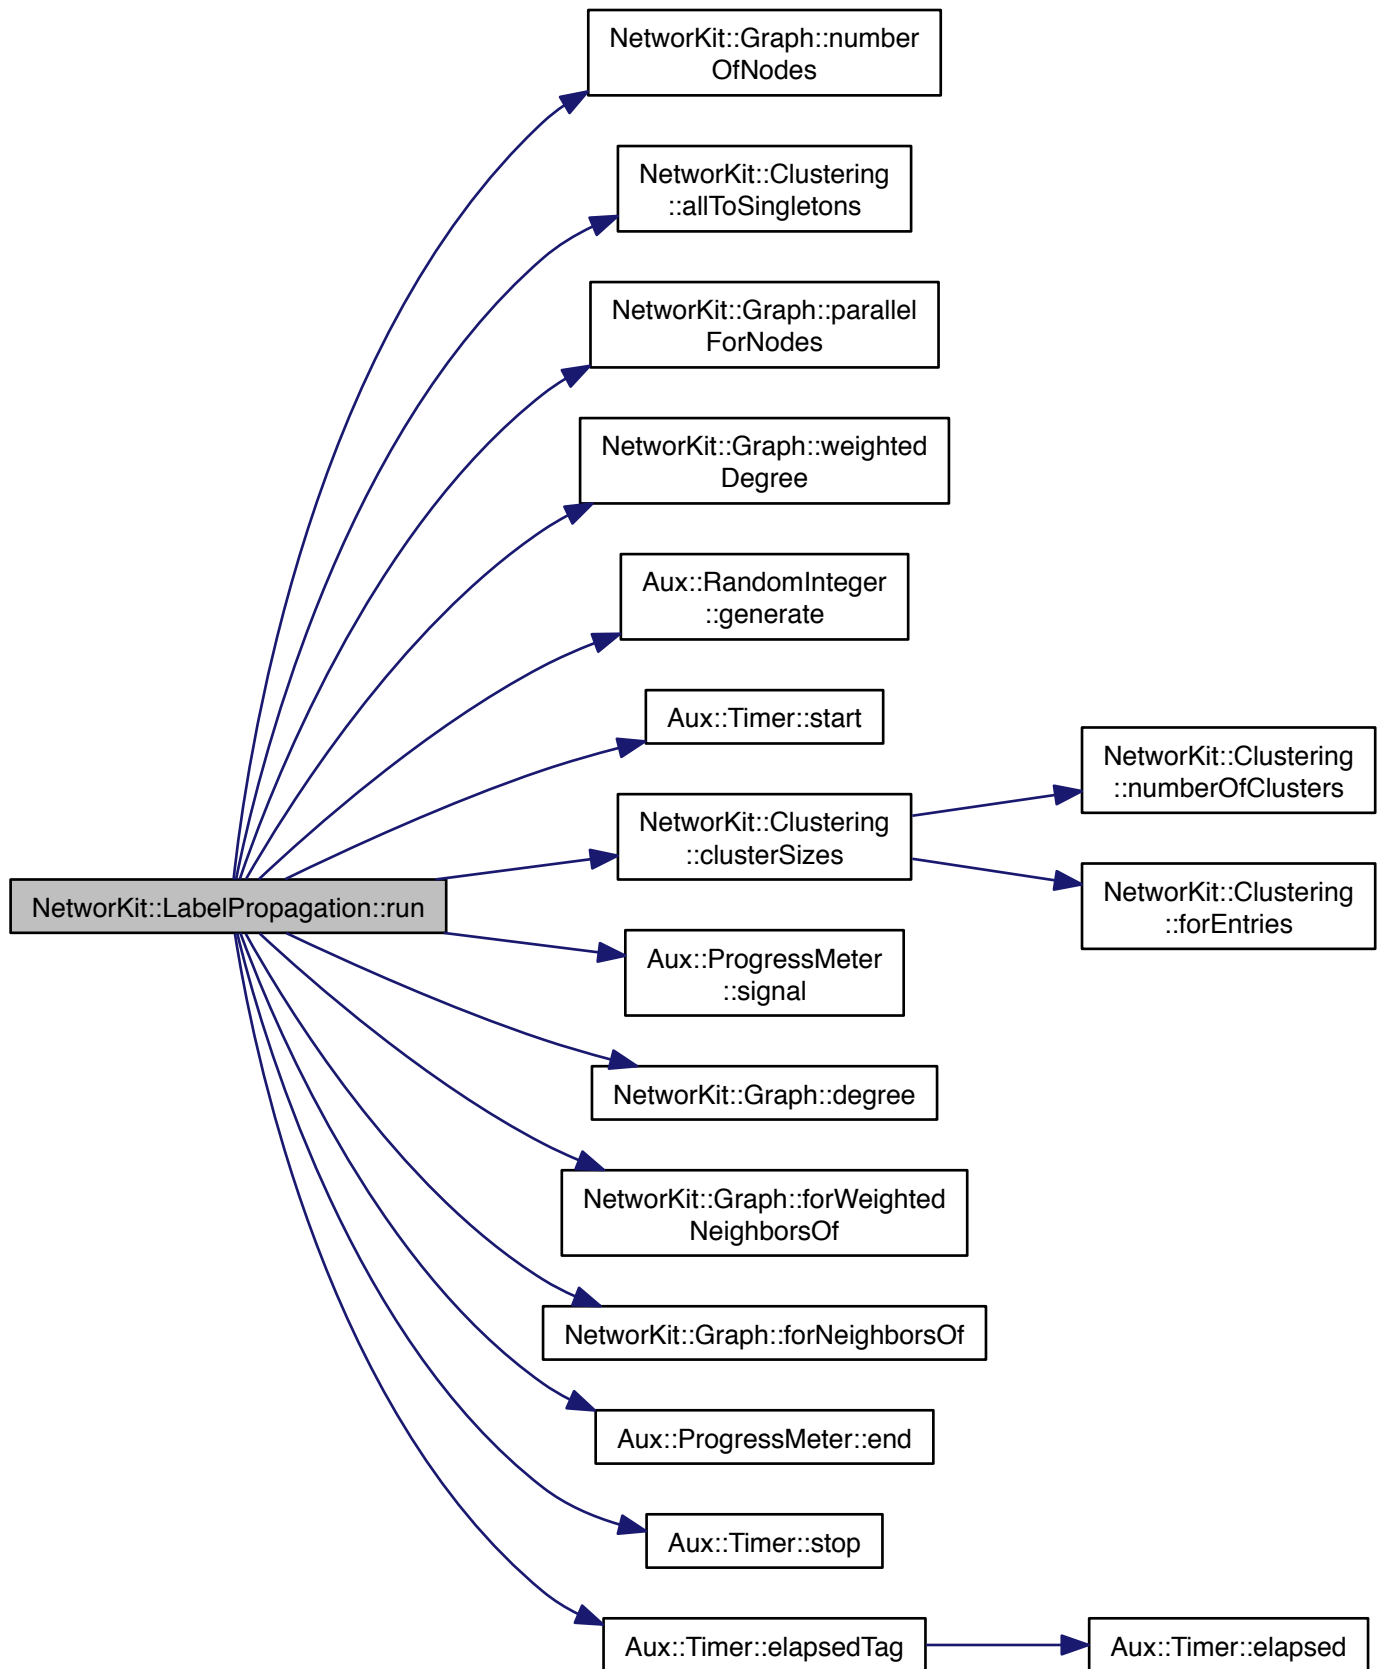 NetworKit::Graph::number
OfNodes
NetworKit::Clustering
::allToSingletons
NetworKit::Graph::parallel
ForNodes
NetworKit::Graph::weighted
Degree
Aux::RandomInteger
::generate
Aux::Timer::start
NetworKit::Clustering
::numberOfClusters
NetworKit::Clustering
::clusterSizes
NetworKit::Clustering
::forEntries
NetworKit::LabelPropagation::run
Aux::ProgressMeter
::signal
NetworKit::Graph::degree
NetworKit::Graph::forWeighted
NeighborsOf
NetworKit::Graph::forNeighborsOf
Aux::ProgressMeter::end
Aux::Timer::stop
Aux::Timer::elapsedTag
Aux::Timer::elapsed